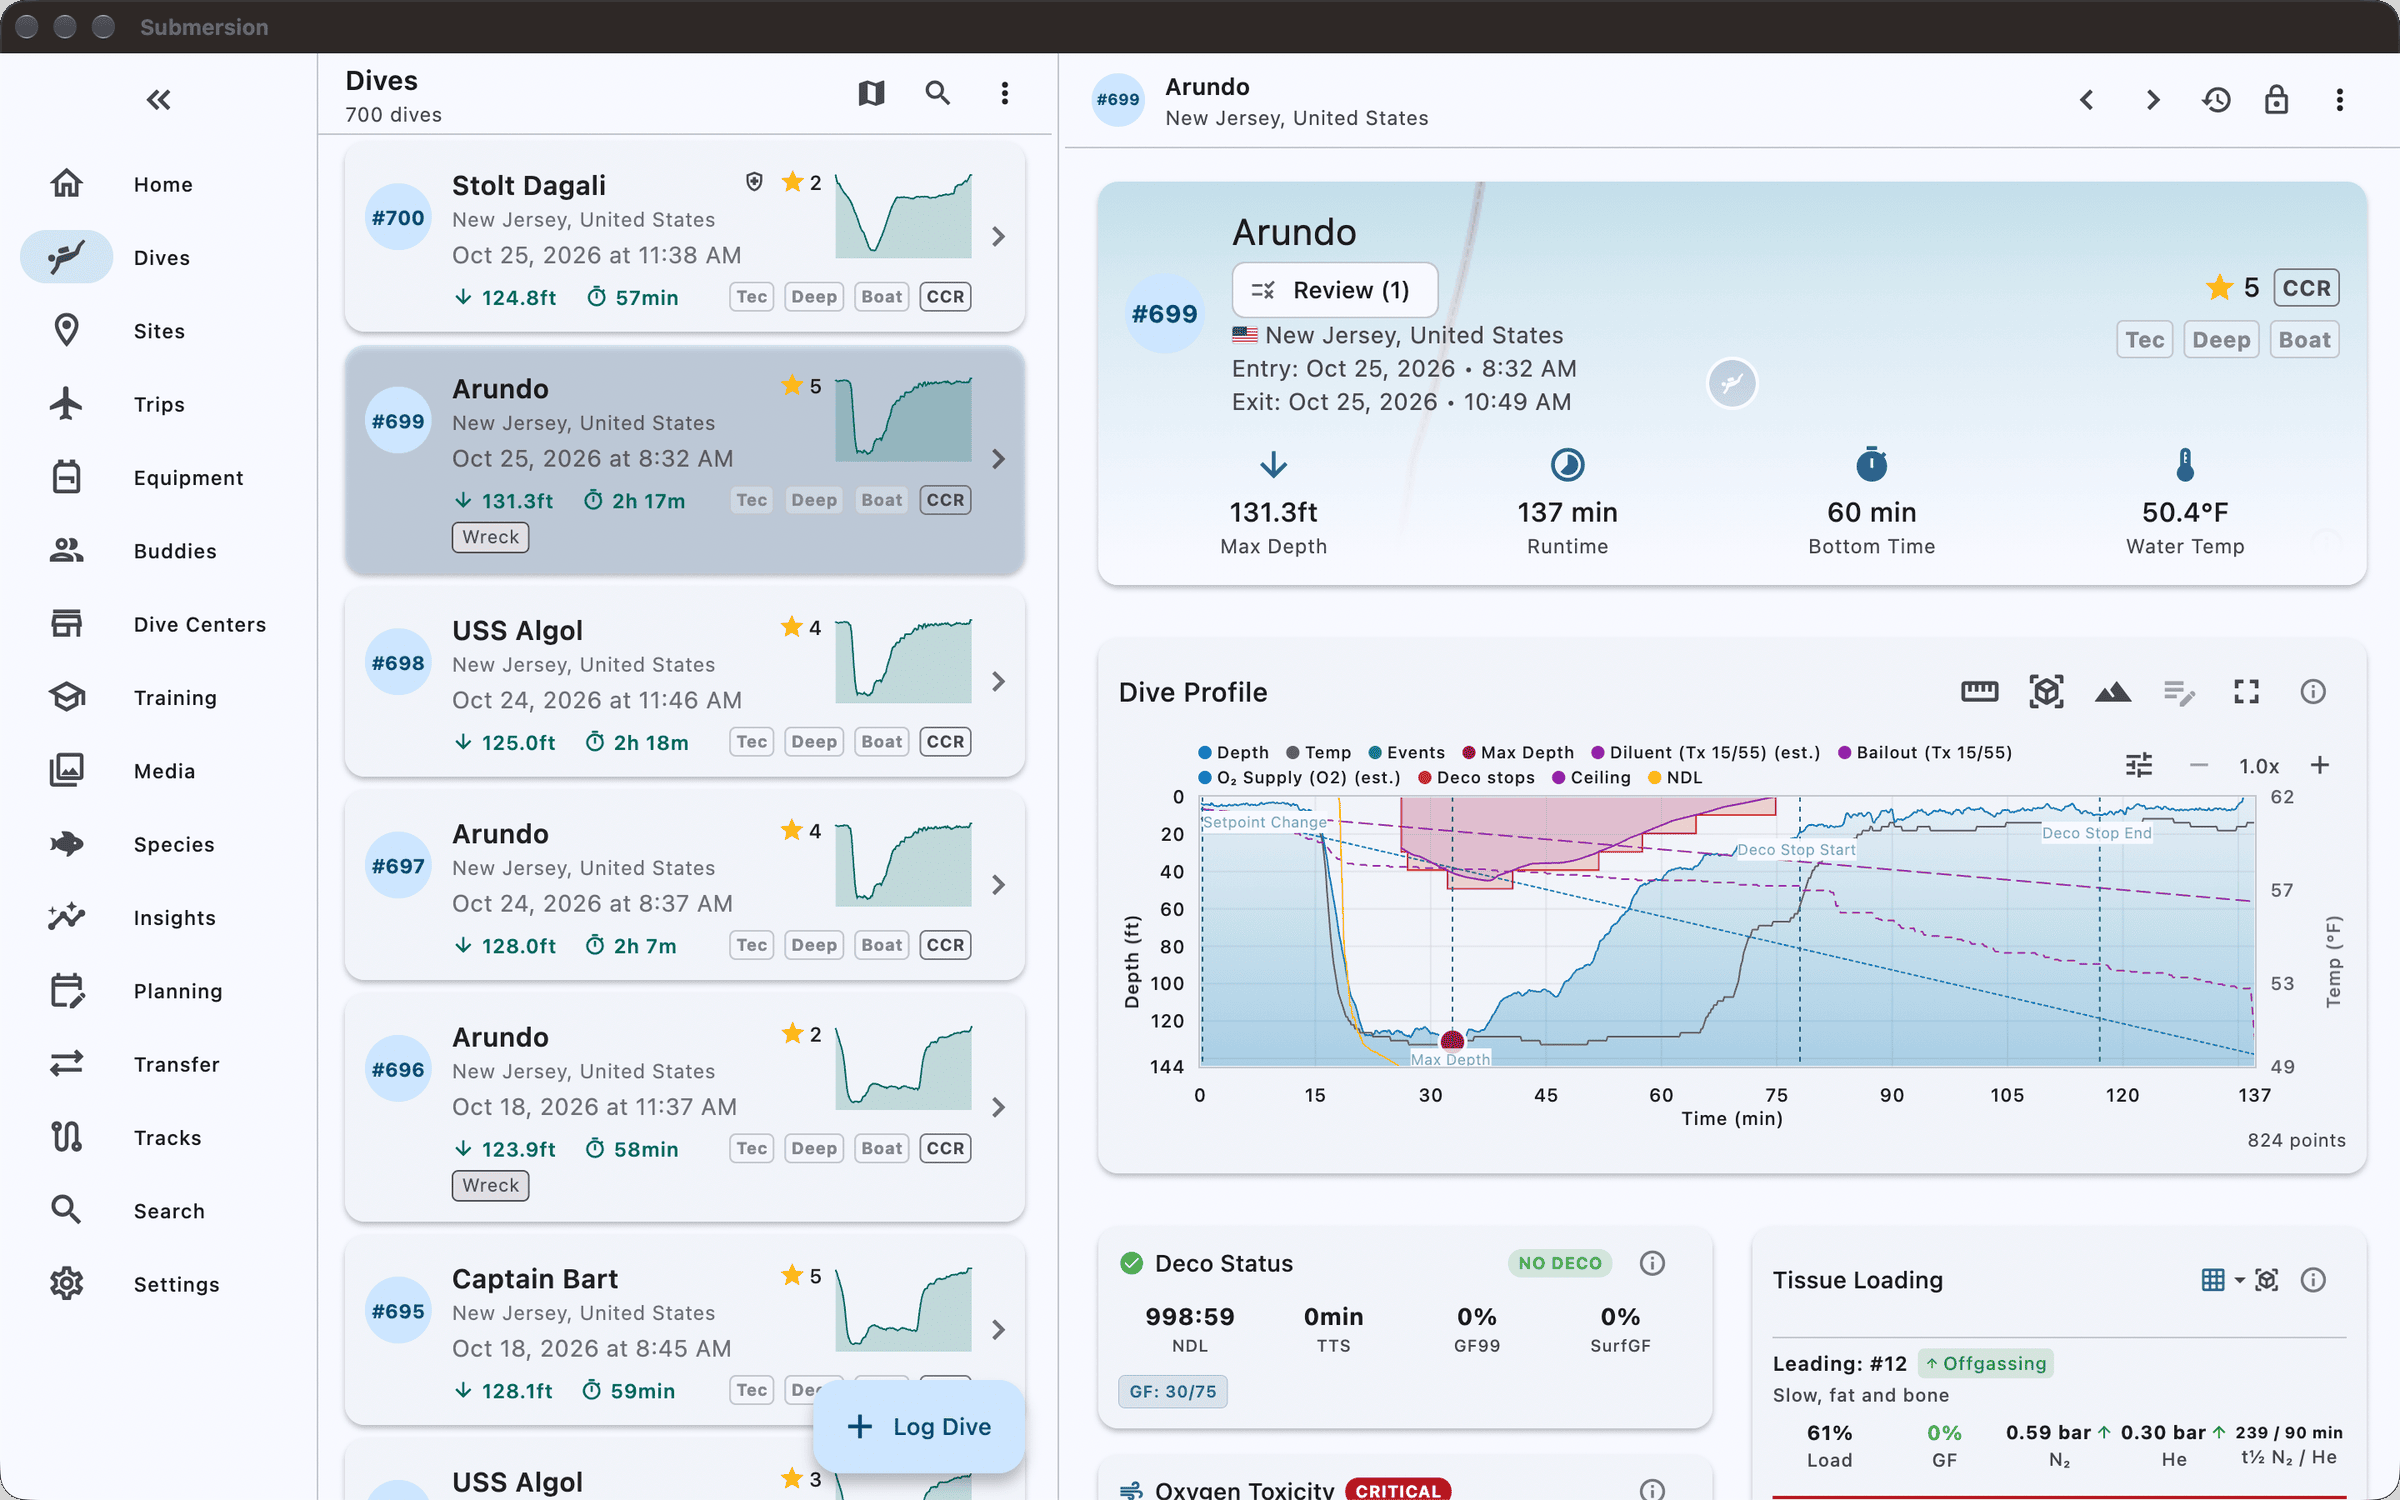 Submersion
Home
Dives
Sites
Trips
Equipment
Buddies
Dive Centers
Training
Media
Species
Insights
Planning
Transfer
Tracks
Search
Settings
Dives
700 dives
#700
Stolt Dagali
2
New Jersey, United States
Oct 25, 2026 at 11:38 AM
124.8ft 57min Tec Deep Boat CCR
#699
Arundo
5
New Jersey, United States
Oct 25, 2026 at 8:32 AM
131.3ft 2h 17m Tec Deep Boat CCR
Wreck
#698
USS Algol
4
New Jersey, United States
Oct 24, 2026 at 11:46 AM
125.0ft 2h 18m Tec Deep Boat CCR
#697
Arundo
4
New Jersey, United States
Oct 24, 2026 at 8:37 AM
128.0ft 2h 7m Tec Deep Boat CCR
#696
Arundo
2
New Jersey, United States
Oct 18, 2026 at 11:37 AM
123.9ft 58min Tec Deep Boat CCR
Wreck
#695
Captain Bart
5
New Jersey, United States
Oct 18, 2026 at 8:45 AM
128.1ft 59min Tec
Log Dive
USS Algol
3
#699
Arundo
New Jersey, United States
Arundo
Review (1)
#699
New Jersey, United States
Entry: Oct 25, 2026 • 8:32 AM
Exit: Oct 25, 2026 • 10:49 AM
5 CCR
Tec Deep Boat
131.3ft
Max Depth
137 min
Runtime
60 min
Bottom Time
50.4°F
Water Temp
Dive Profile
Depth Temp Events Max Depth Diluent (Tx 15/55) (est.) Bailout (Tx 15/55)
O₂ Supply (O2) (est.) Deco stops Ceiling NDL
1.0x
0 20 40 60 80 100 120 144
Depth (ft)
Setpoint Change
Max Depth
Deco Stop Start
Deco Stop End
62 57 53 49
Temp (°F)
0 15 30 45 60 75 90 105 120 137
Time (min)
824 points
Deco Status
NO DECO
998:59
NDL
0min
TTS
0%
GF99
0%
SurfGF
GF: 30/75
Oxygen Toxicity CRITICAL
Tissue Loading
Leading: #12 Offgassing
Slow, fat and bone
61%
Load
0%
GF
0.59 bar
N₂
0.30 bar
He
239 / 90 min
t½ N₂ / He